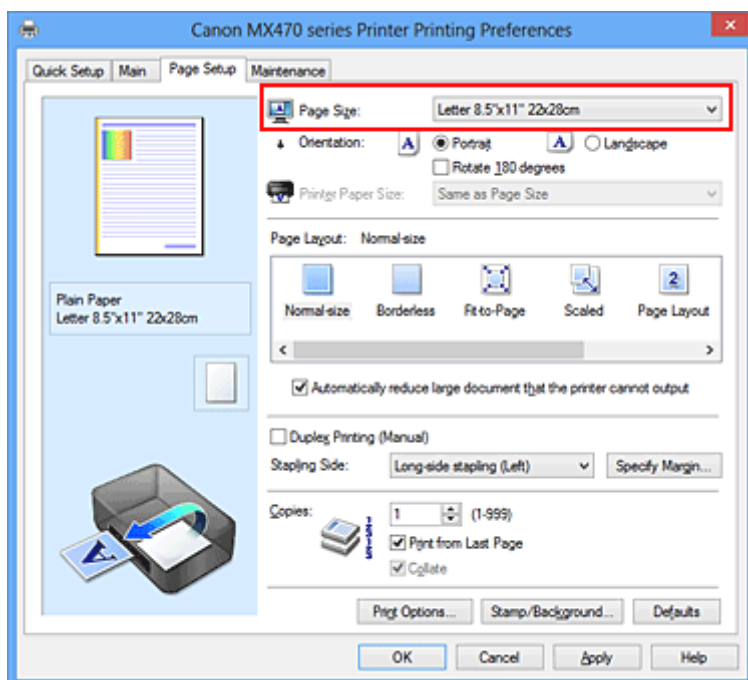 Canon MX470 series Printer Printing Preferences
Quick Setup Main Page Setup Maintenance
Page Size: Letter 8.5"x11" 22x28cm
Orientation: A Portrait A Landscape
Rotate 180 degrees
Printer Paper Size: Same as Page Size
Page Layout: Normal-size
2
Normal-size Borderless Fit-to-Page Scaled Page Layout
Plain Paper
Letter 8.5"x11" 22x28cm
Automatically reduce large document that the printer cannot output
Duplex Printing (Manual)
Stapling Side: Long-side stapling (Left) Specify Margin...
Copies: 1 (1-999)
Print from Last Page
Collate
A
Print Options... Stamp/Background... Defaults
OK Cancel Apply Help